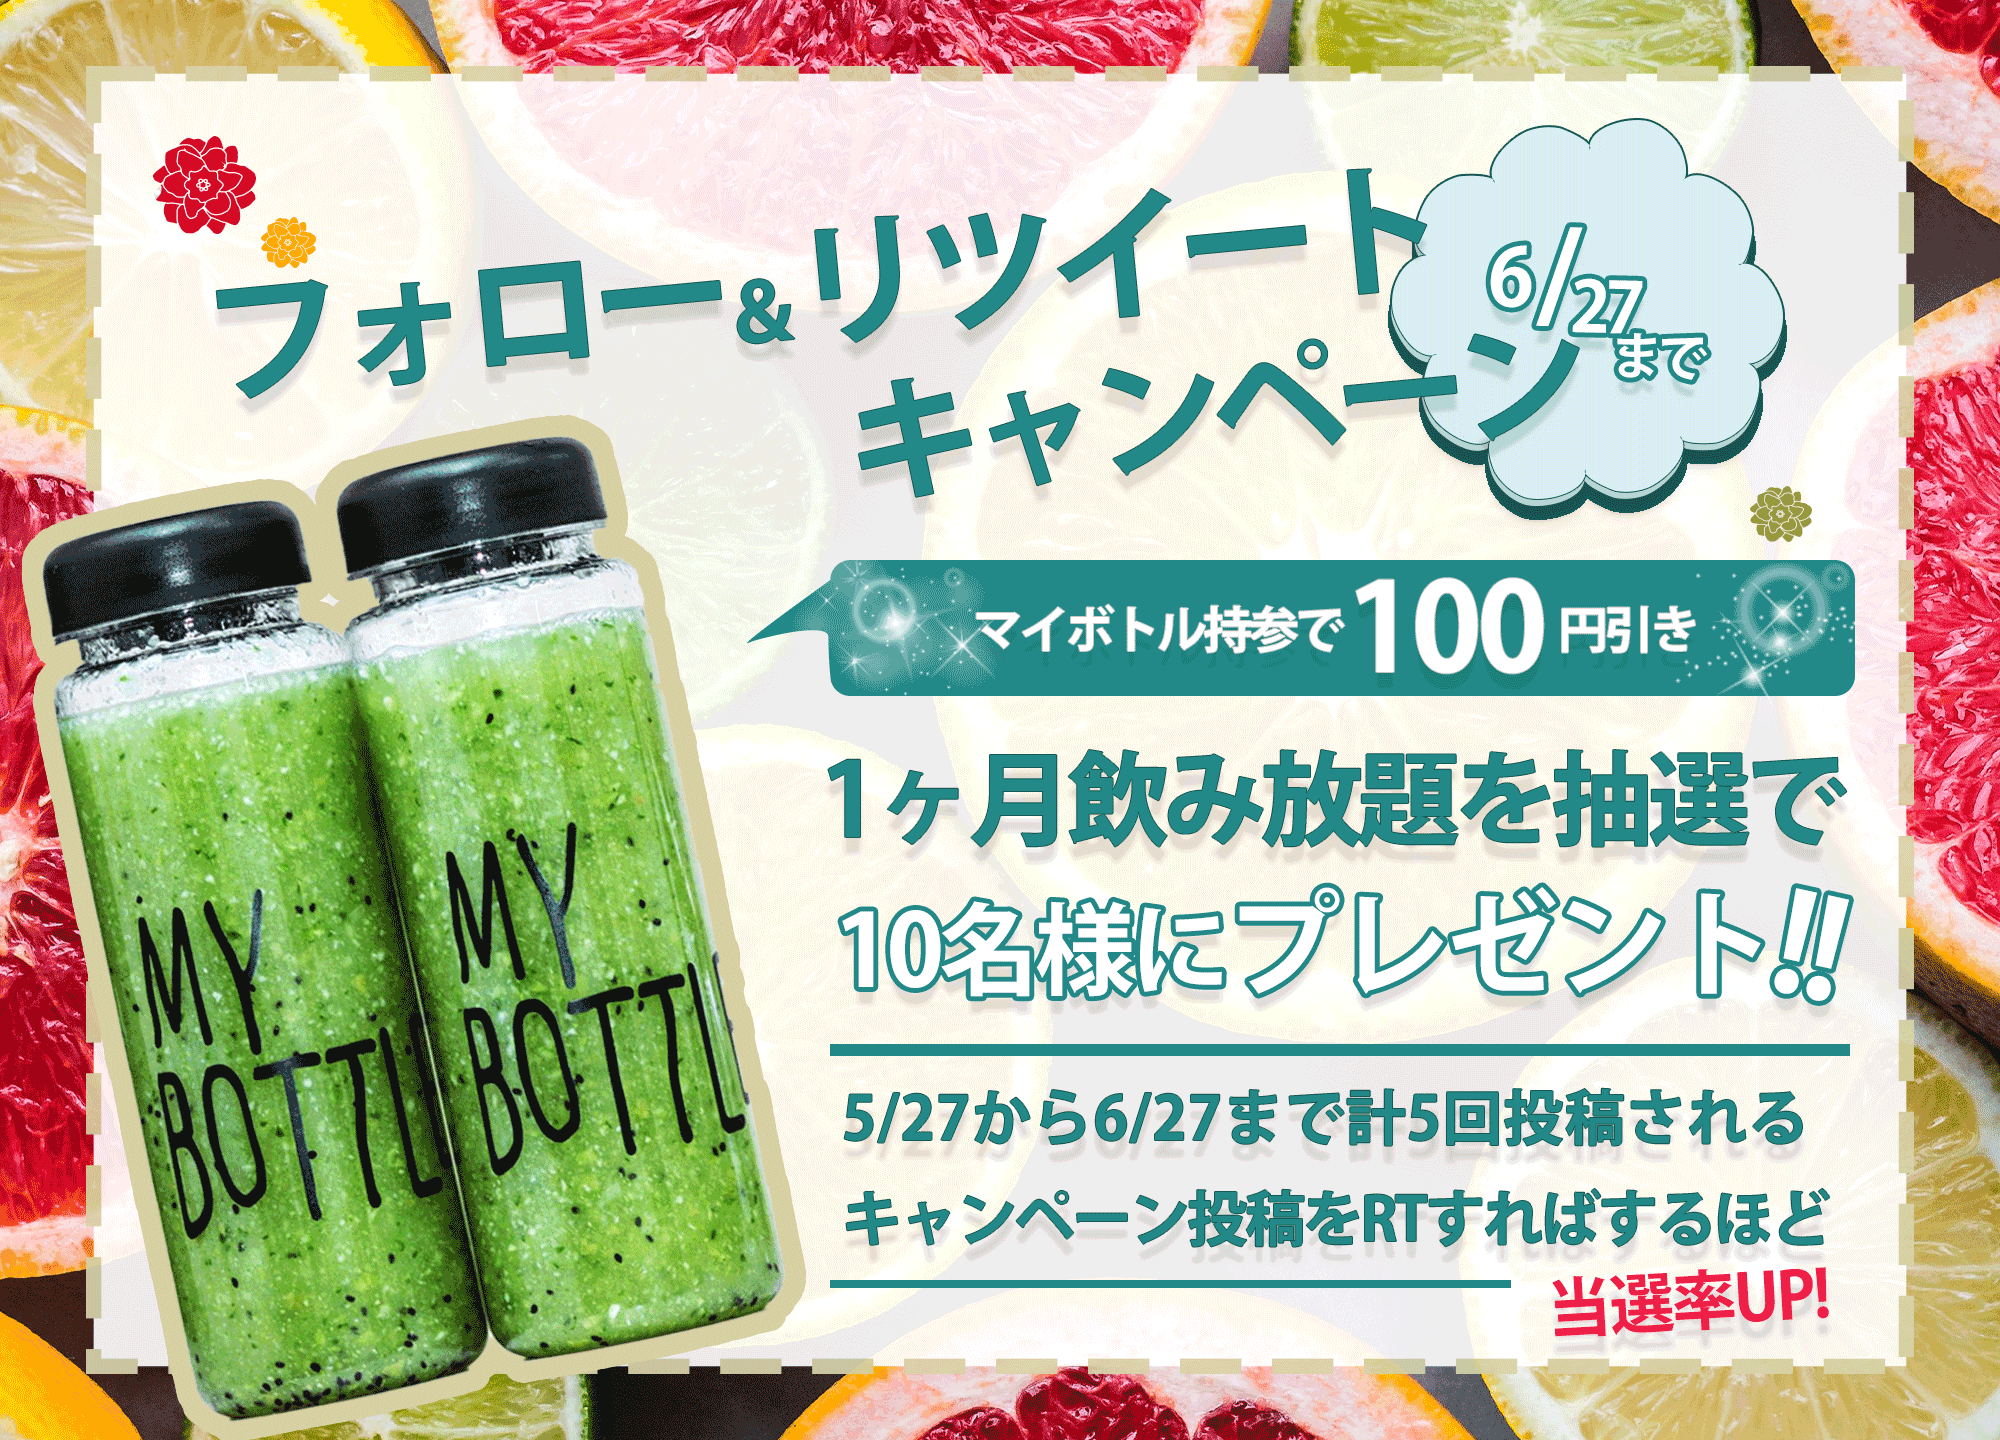 フォロー&リツイート
キャンペーン
6/27まで
マイボトル持参で100円引き
1ヶ月飲み放題を抽選で
10名様にプレゼント!!
5/27から6/27まで計5回投稿される
キャンペーン投稿をRTすればするほど
当選率UP!
MY
BOTTL
MY
BOTTL